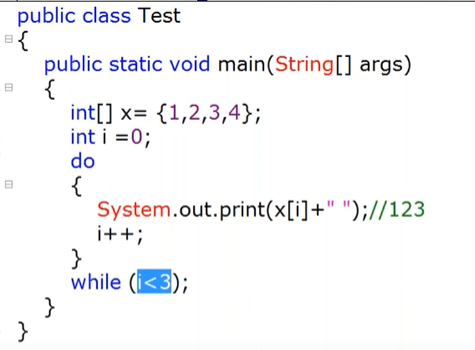 public class Test
{
public static void main(String[] args)
{
int[] x= {1,2,3,4};
int i =0;
do
{
System.out.print(x[i]+" ");//123
i++;
}
while (i<3);
}
}